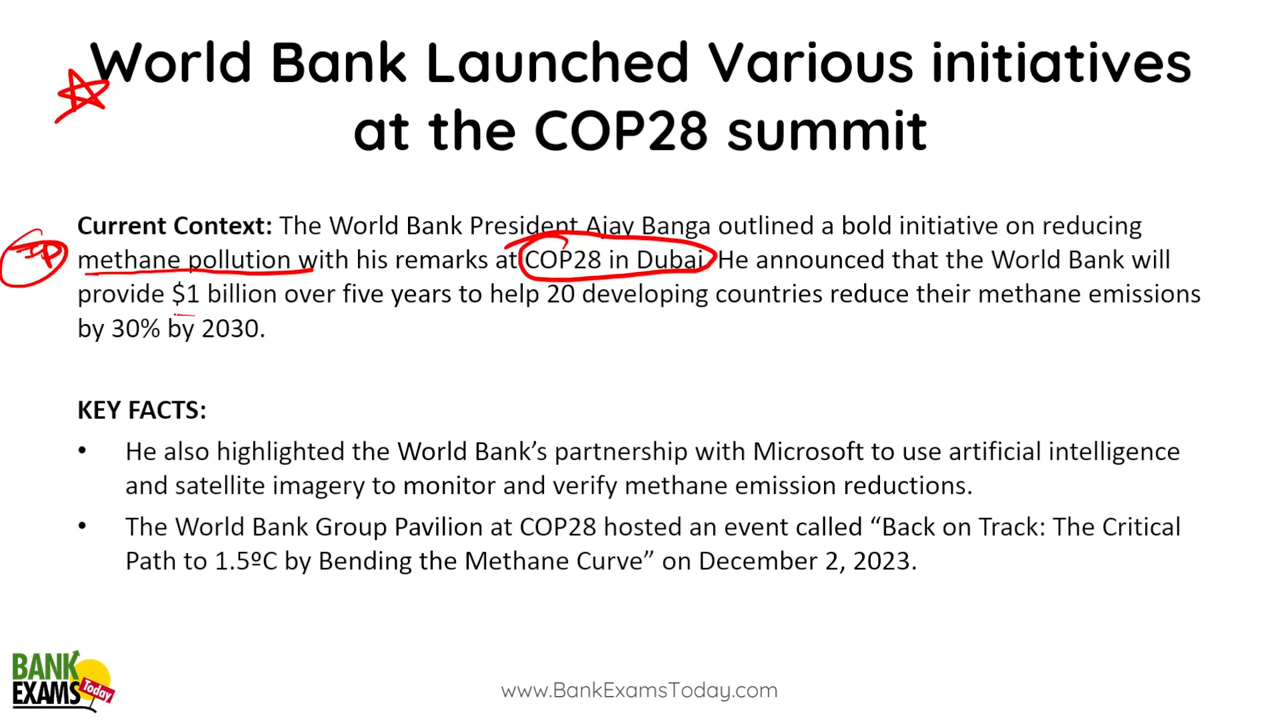 World Bank Launched Various initiatives
at the COP28 summit
Current Context: The World Bank President Ajay Banga outlined a bold initiative on reducing
methane pollution with his remarks at COP28 in Dubai. He announced that the World Bank will
provide $1 billion over five years to help 20 developing countries reduce their methane emissions
by 30% by 2030.
KEY FACTS:
• He also highlighted the World Bank’s partnership with Microsoft to use artificial intelligence
and satellite imagery to monitor and verify methane emission reductions.
• The World Bank Group Pavilion at COP28 hosted an event called “Back on Track: The Critical
Path to 1.5ºC by Bending the Methane Curve” on December 2, 2023.
BANK
EXAMS Today
www.BankExamsToday.com